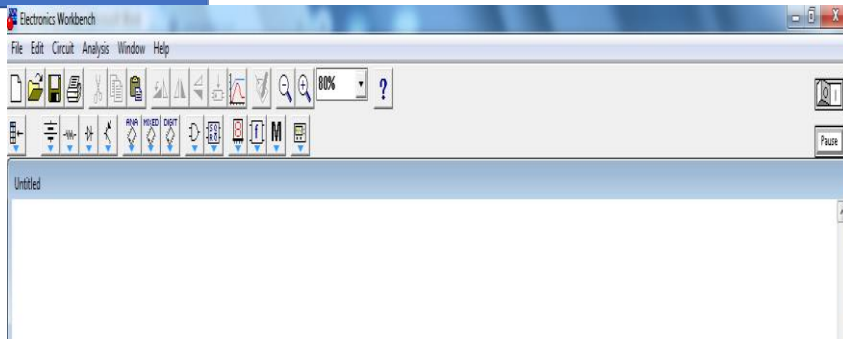 Electronics Workbench
File Edit Circuit Analysis Window Help
80% ?
ANA MIXED DIGIT
M
Pause
Untitled